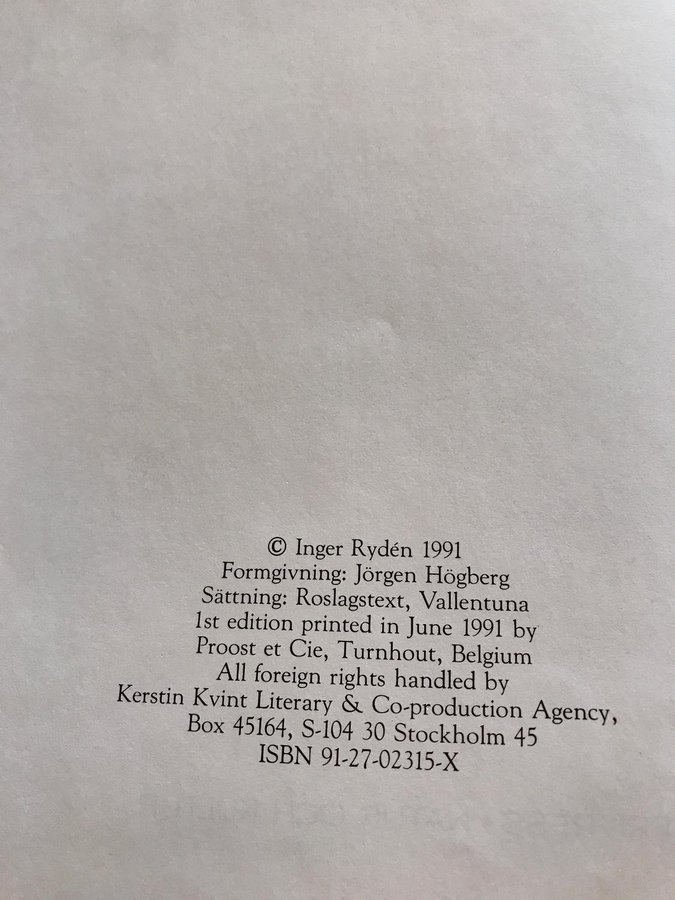 © Inger Rydén 1991
Formgivning: Jörgen Högberg
Sättning: Roslagstext, Vallentuna
1st edition printed in June 1991 by
Proost et Cie, Turnhout, Belgium
All foreign rights handled by
Kerstin Kvint Literary & Co-production Agency,
Box 45164, S-104 30 Stockholm 45
ISBN 91-27-02315-X